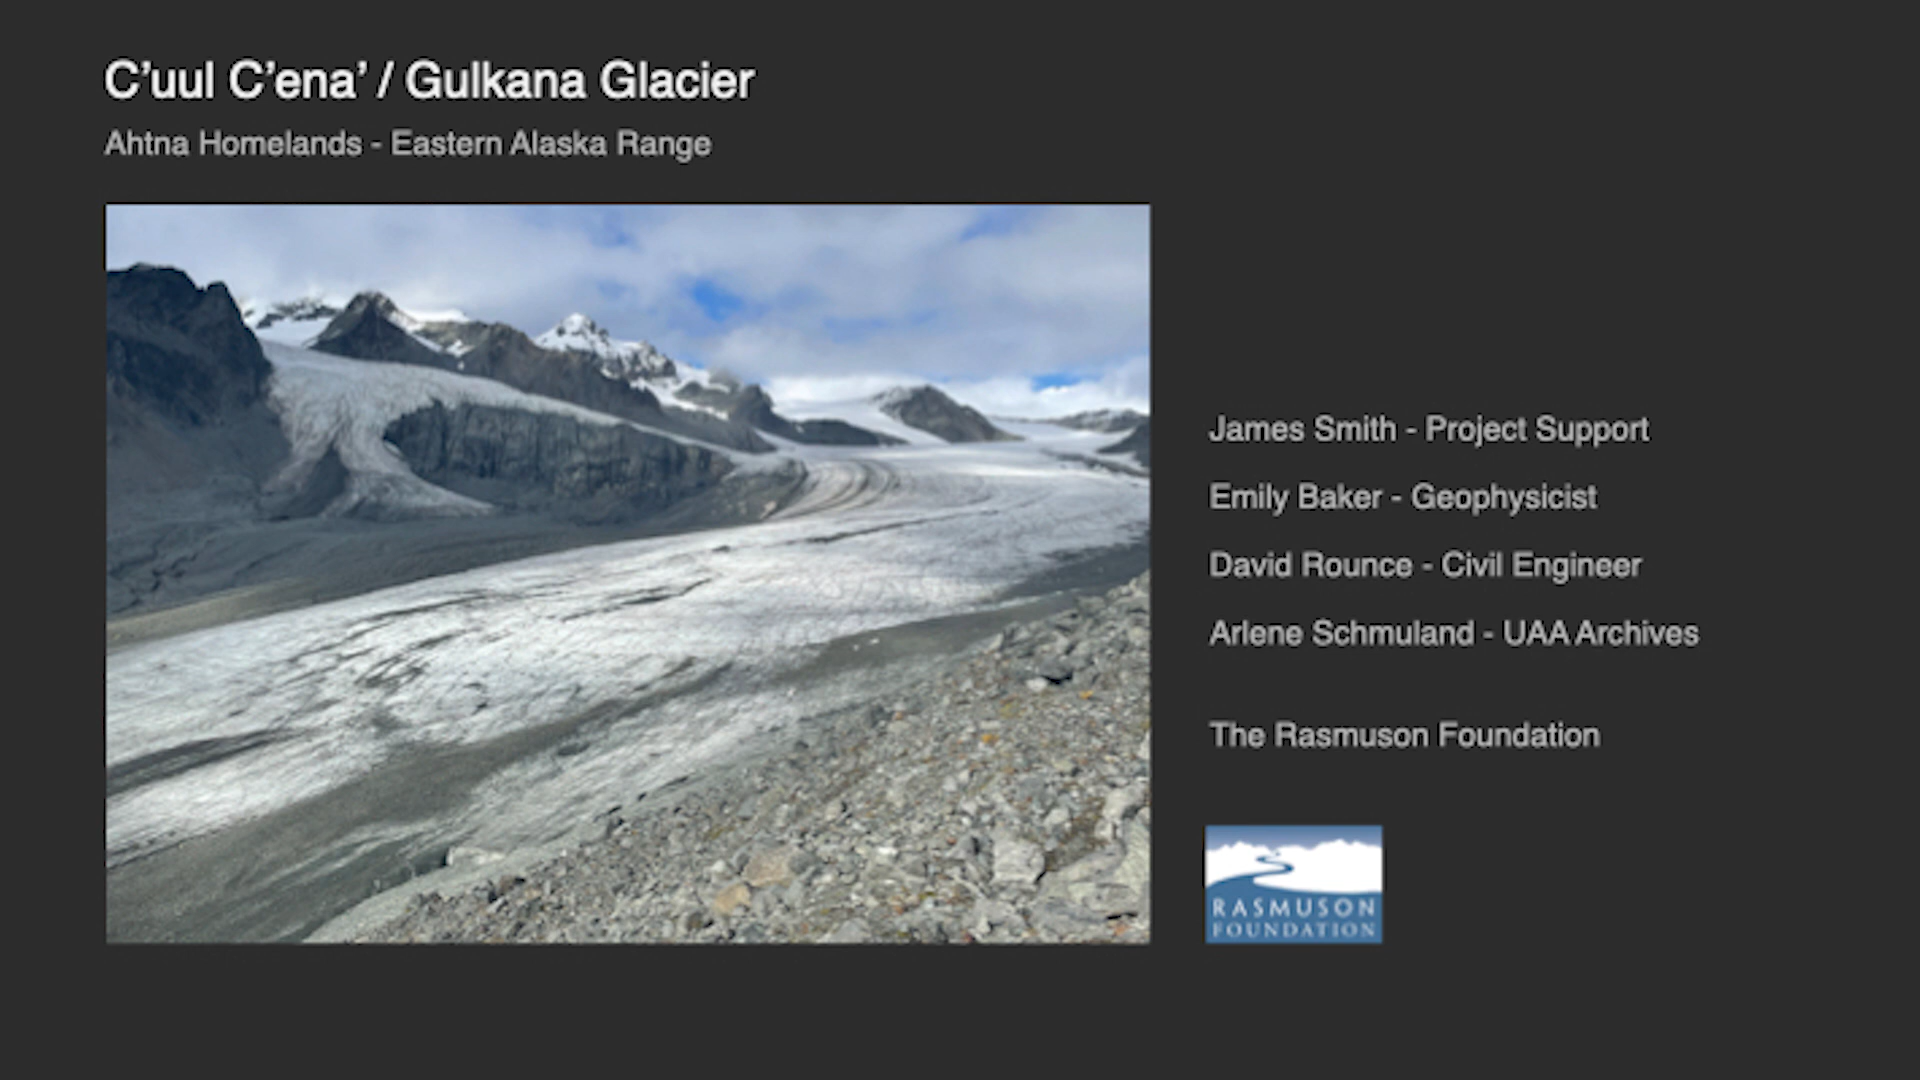 C’uul C’ena’ / Gulkana Glacier
Ahtna Homelands - Eastern Alaska Range
James Smith - Project Support
Emily Baker - Geophysicist
David Rounce - Civil Engineer
Arlene Schmuland - UAA Archives
The Rasmuson Foundation
RASMUSON
FOUNDATION